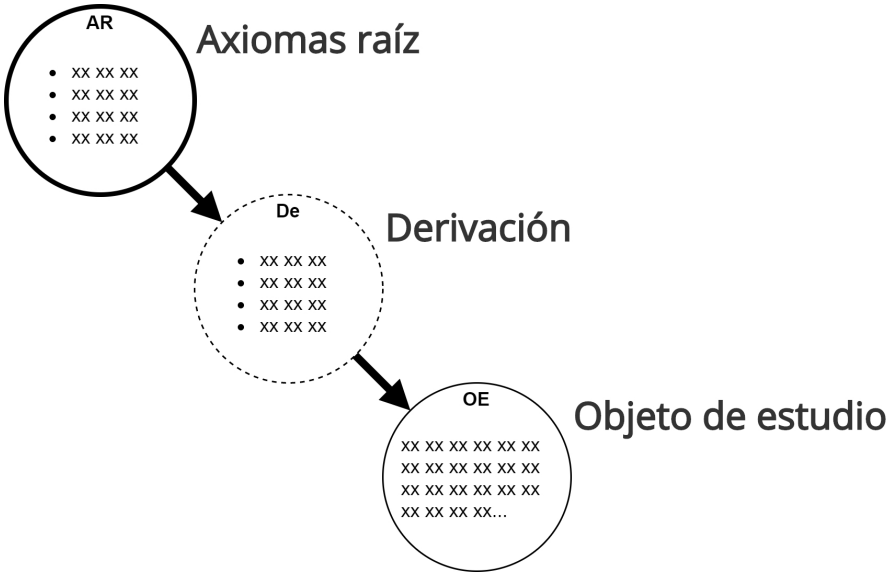 AR
Axiomas raíz
• xx xx xx
• xx xx xx
• xx xx xx
• xx xx xx
De
Derivación
• xx xx xx
• xx xx xx
• xx xx xx
• xx xx xx
OE
Objeto de estudio
xx xx xx xx xx xx
xx xx xx xx xx xx
xx xx xx xx xx xx
xx xx xx xx...